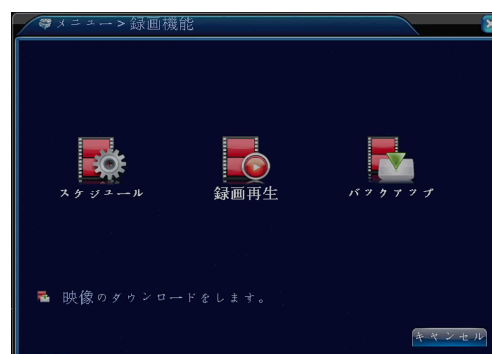 メニュー>録画機能
スケジュール
録画再生
バックアップ
映像のダウンロードをします。
キャンセル